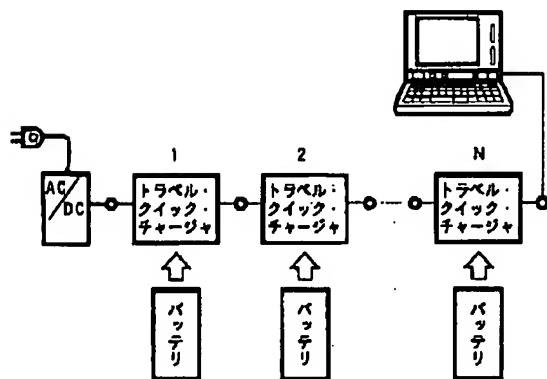 1
2
N
AC/DC
トラベル・
クイック・
チャージャ
トラベル・
クイック・
チャージャ
トラベル・
クイック・
チャージャ
バッテリ
バッテリ
バッテリ